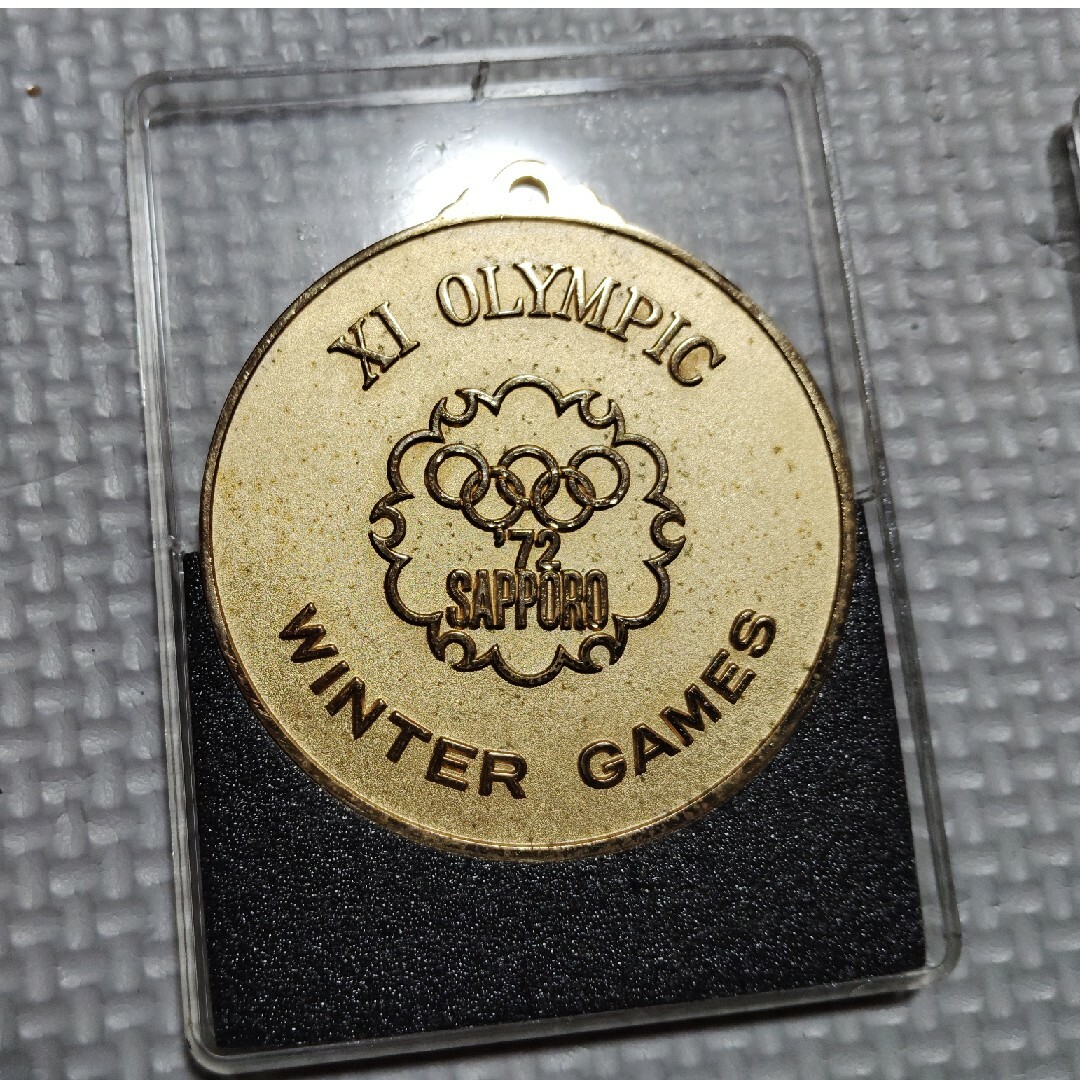 XI OLYMPIC
'72
SAPPORO
WINTER GAMES